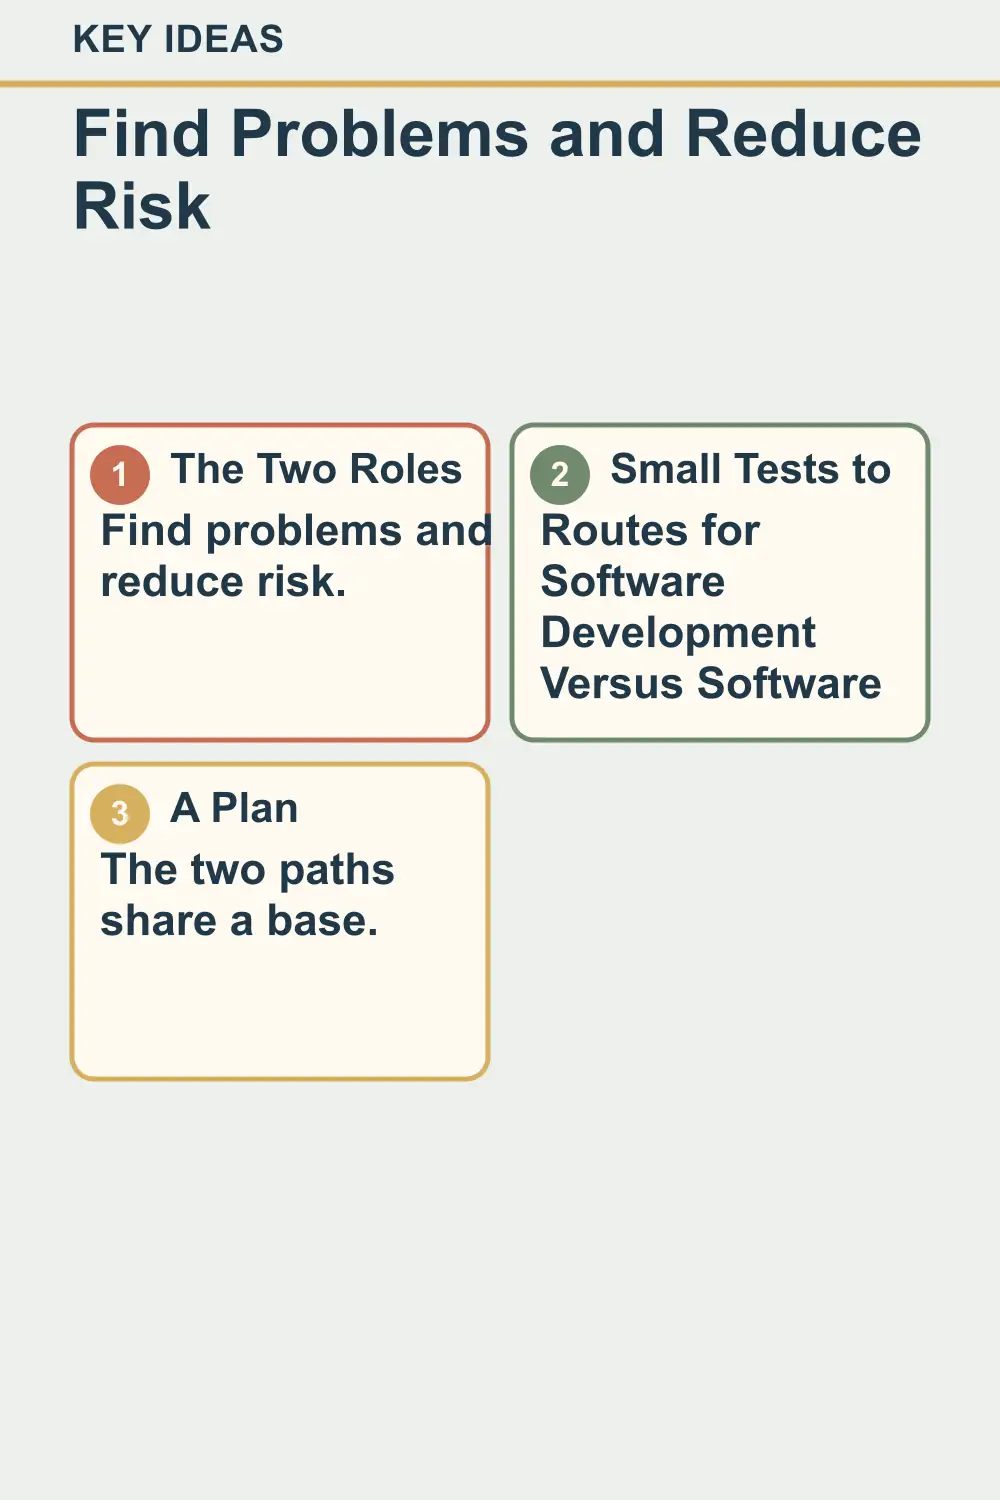 KEY IDEAS
Find Problems and Reduce
Risk
1 The Two Roles
Find problems and
reduce risk.
2 Small Tests to
Routes for
Software
Development
Versus Software
3 A Plan
The two paths
share a base.